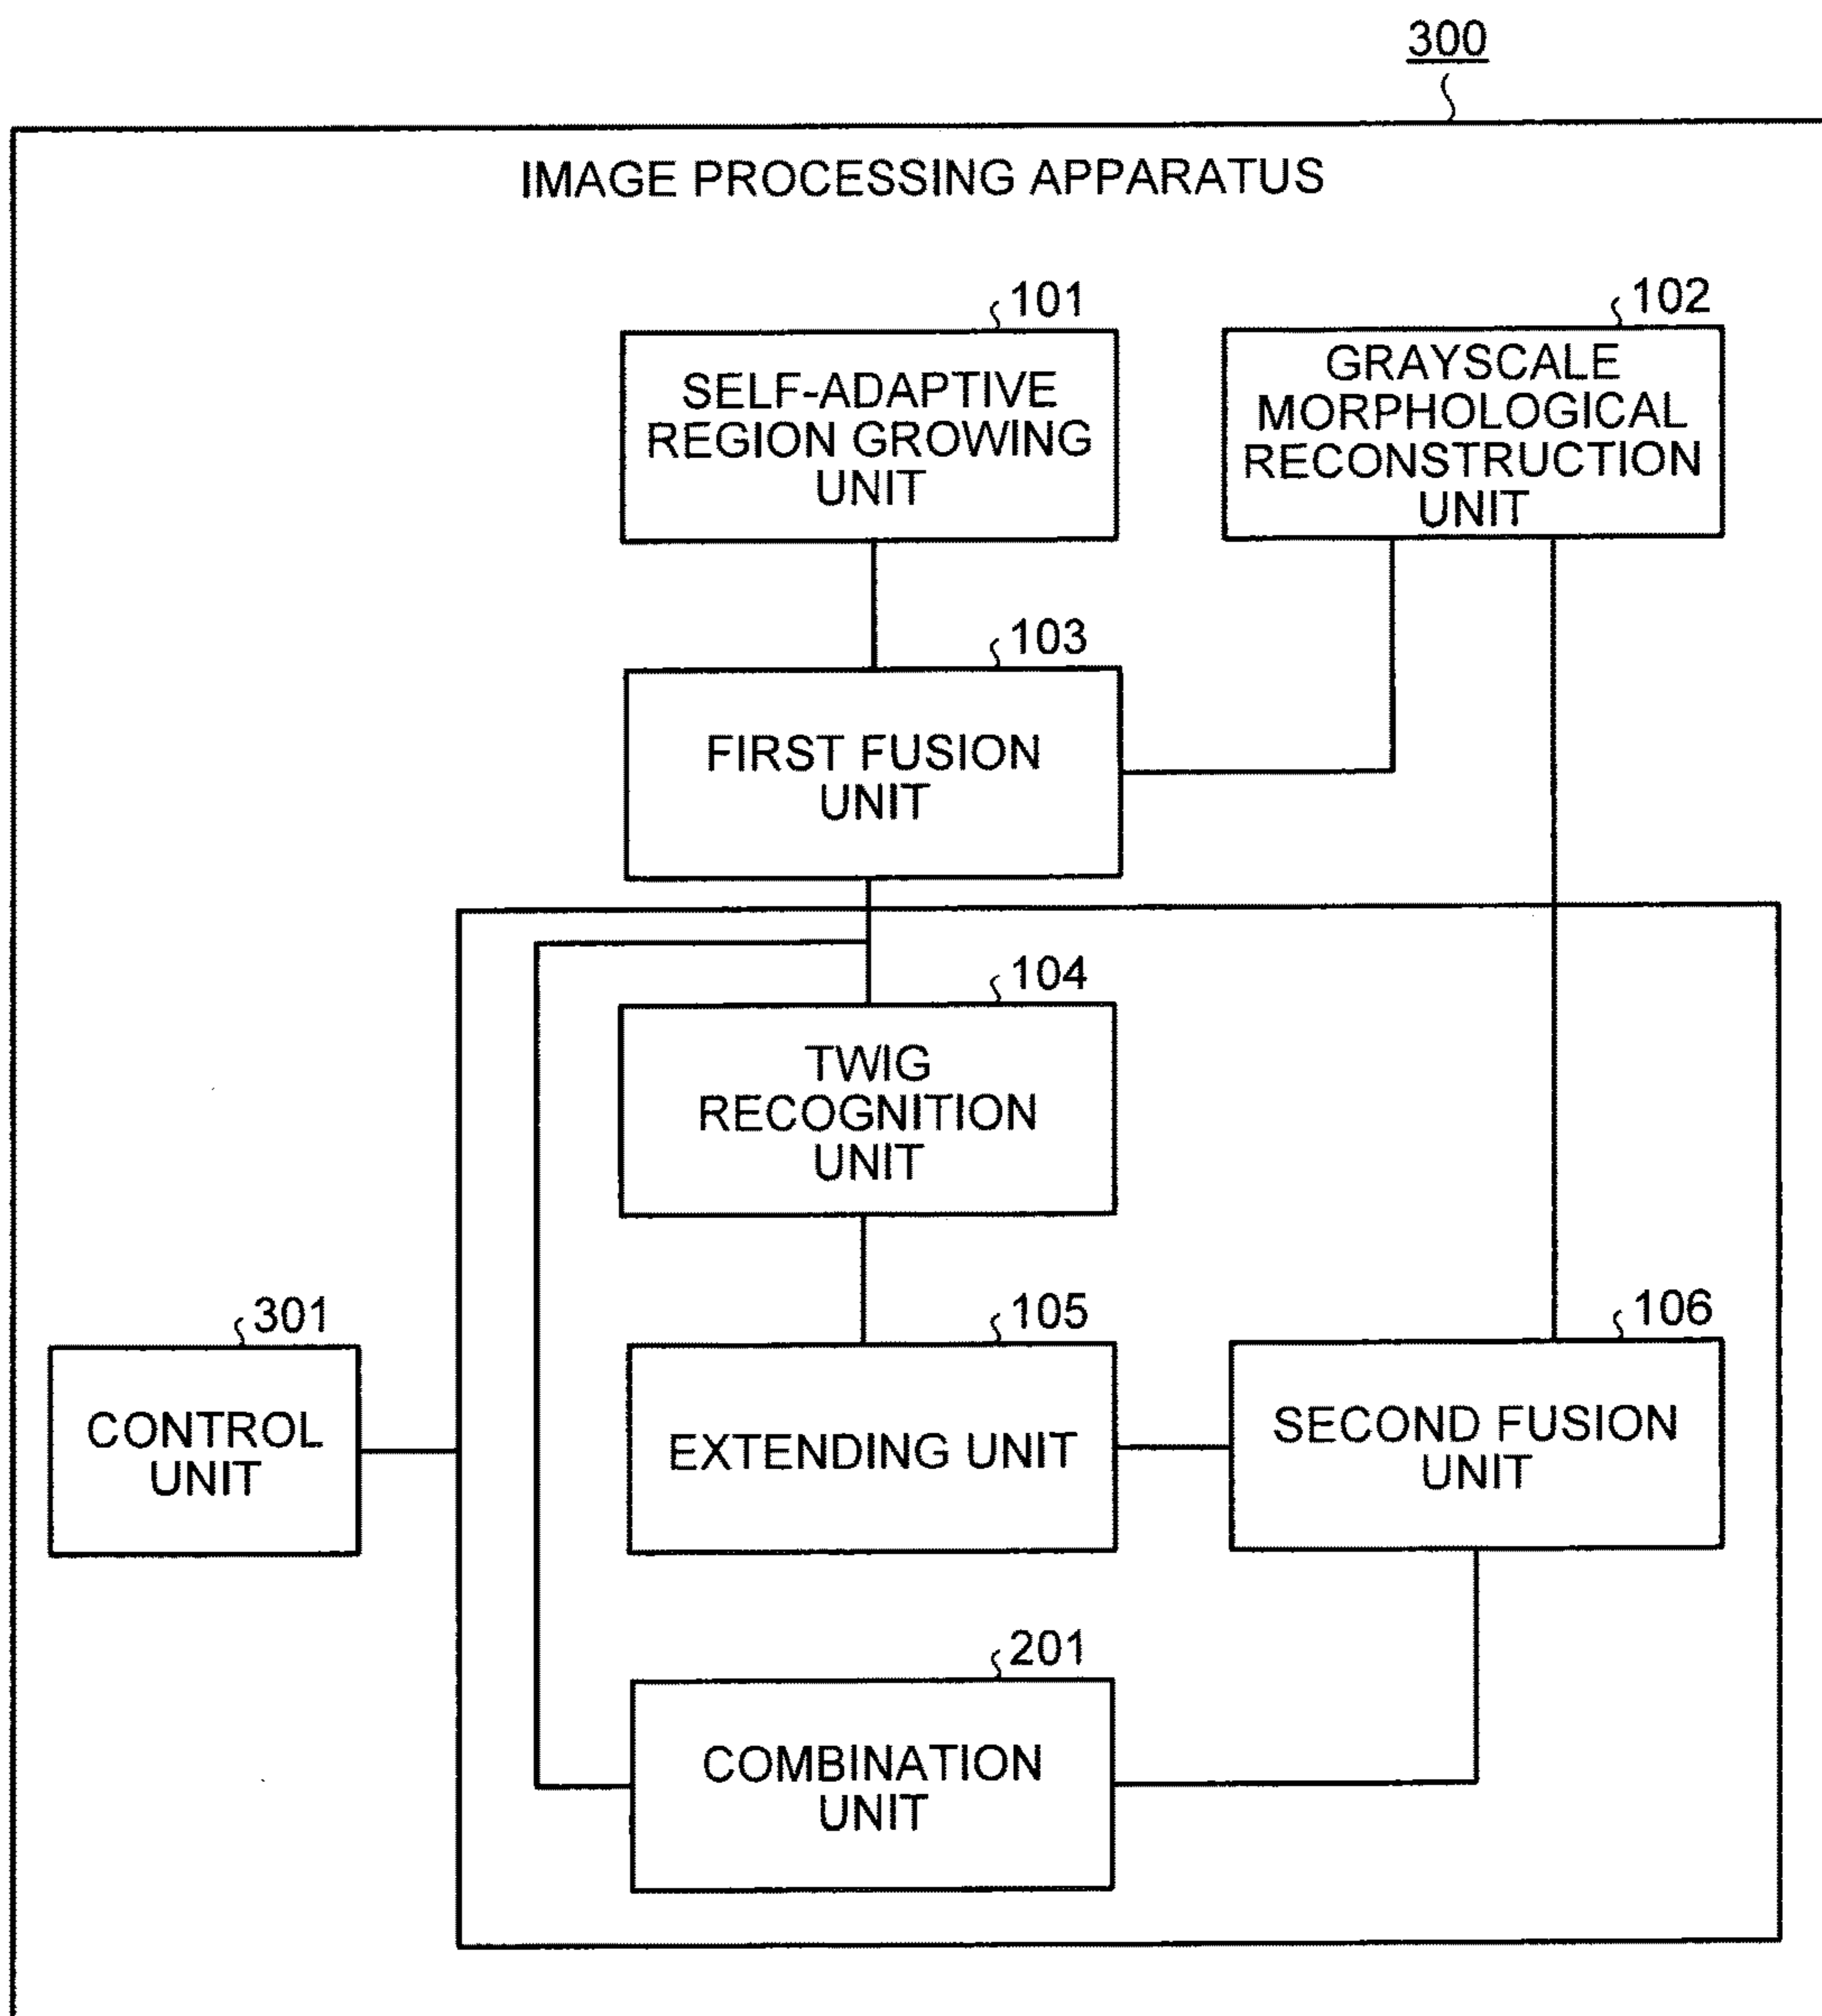 300
IMAGE PROCESSING APPARATUS
101
SELF-ADAPTIVE
REGION GROWING
UNIT
102
GRAYSCALE
MORPHOLOGICAL
RECONSTRUCTION
UNIT
103
FIRST FUSION
UNIT
104
TWIG
RECOGNITION
UNIT
301
CONTROL
UNIT
105
EXTENDING UNIT
106
SECOND FUSION
UNIT
201
COMBINATION
UNIT